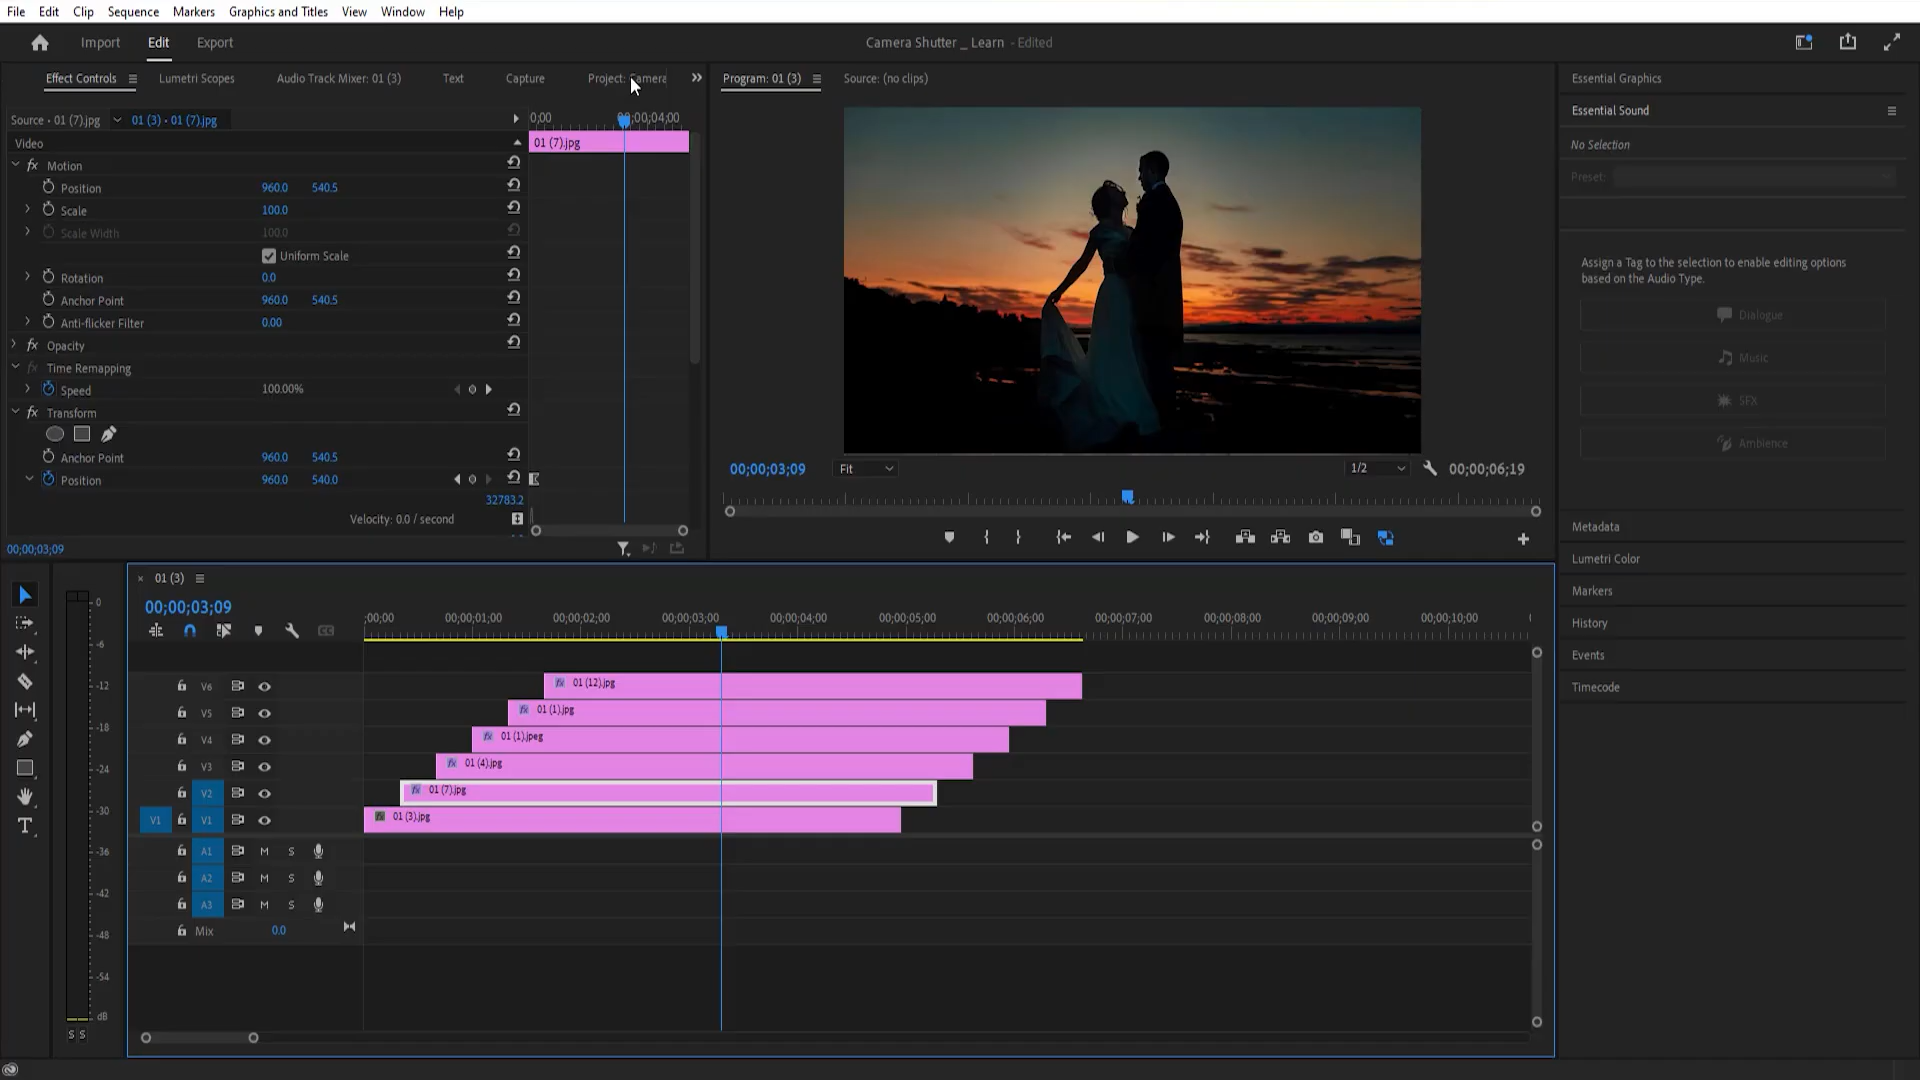 File Edit Clip Sequence Markers Graphics and Titles View Window Help
Import Edit Export
Camera Shutter _ Learn - Edited
Effect Controls Lumetri Scopes Audio Track Mixer: 01 (3) Text Capture Project: Camera
Program: 01 (3) Source: (no clips)
Source • 01 (7).jpg 01 (3) • 01 (7).jpg
0;00 00;00;04;00
Video 01 (7).jpg
fx Motion
Position 960.0 540.5
Scale 100.0
Scale Width 100.0
Uniform Scale
Rotation 0.0
Anchor Point 960.0 540.5
Anti-flicker Filter 0.00
fx Opacity
fx Time Remapping
Speed 100.00%
fx Transform
Anchor Point 960.0 540.5
Position 960.0 540.0
32783.2
Velocity: 0.0 / second
00;00;03;09
00;00;03;09 Fit 1/2 00;00;06;19
Essential Graphics
Essential Sound
No Selection
Preset:
Assign a Tag to the selection to enable editing options
based on the Audio Type.
Dialogue
Music
SFX
Ambience
Metadata
Lumetri Color
Markers
History
Events
Timecode
01 (3)
00;00;03;09
;00;00 00;00;01;00 00;00;02;00 00;00;03;00 00;00;04;00 00;00;05;00 00;00;06;00 00;00;07;00 00;00;08;00 00;00;09;00 00;00;10;00
V6 fx 01 (12).jpg
V5 fx 01 (1).jpg
V4 fx 01 (1).jpeg
V3 fx 01 (4).jpg
V2 fx 01 (7).jpg
V1 V1 fx 01 (3).jpg
A1 M S
A2 M S
A3 M S
Mix 0.0
0
-6
-12
-18
-24
-30
-36
-42
-48
-54
dB
S S